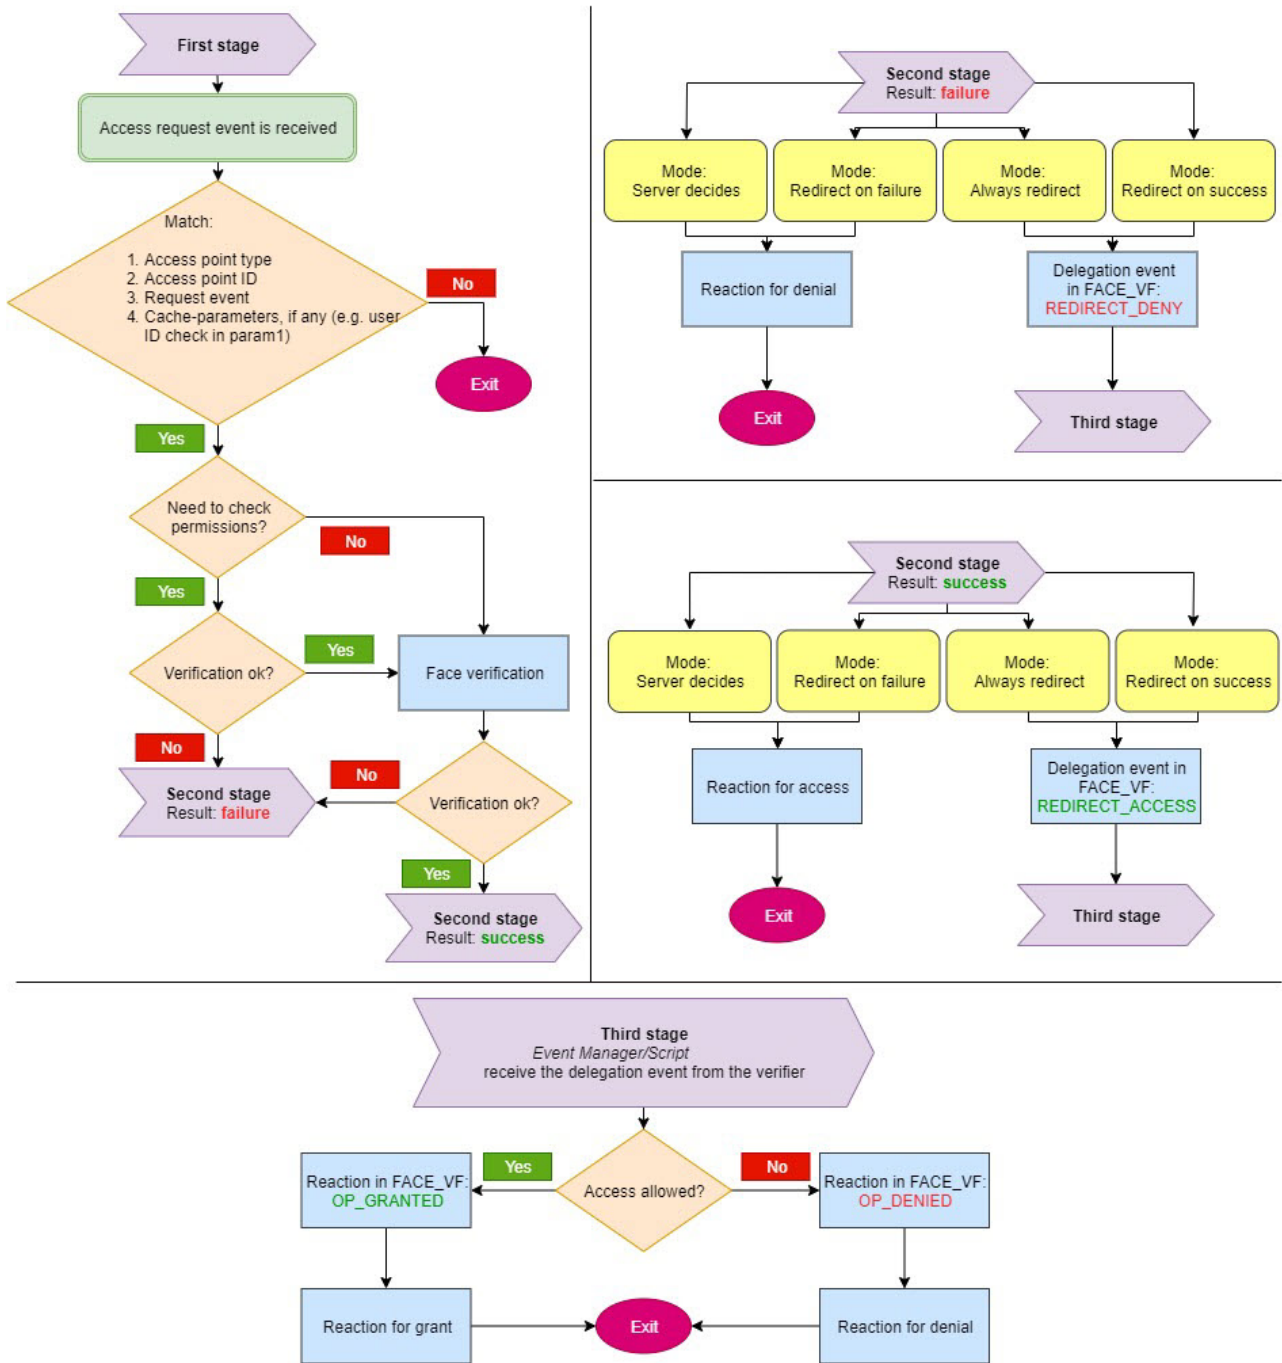 First stage
Access request event is received
Match:
1. Access point type
2. Access point ID
3. Request event
4. Cache-parameters, if any (e.g. user
ID check in param1)
No
Exit
Yes
Need to check
permissions?
No
Yes
Verification ok?
Yes
Face verification
No
Second stage
Result: failure
No
Verification ok?
Yes
Second stage
Result: success
Second stage
Result: failure
Mode:
Server decides
Mode:
Redirect on failure
Mode:
Always redirect
Mode:
Redirect on success
Reaction for denial
Delegation event
in FACE_VF:
REDIRECT_DENY
Exit
Third stage
Second stage
Result: success
Mode:
Server decides
Mode:
Redirect on failure
Mode:
Always redirect
Mode:
Redirect on success
Reaction for access
Delegation event in
FACE_VF:
REDIRECT_ACCESS
Exit
Third stage
Third stage
Event Manager/Script
receive the delegation event from the verifier
Yes
No
Reaction in FACE_VF:
OP_GRANTED
Access allowed?
Reaction in FACE_VF:
OP_DENIED
Reaction for grant
Exit
Reaction for denial